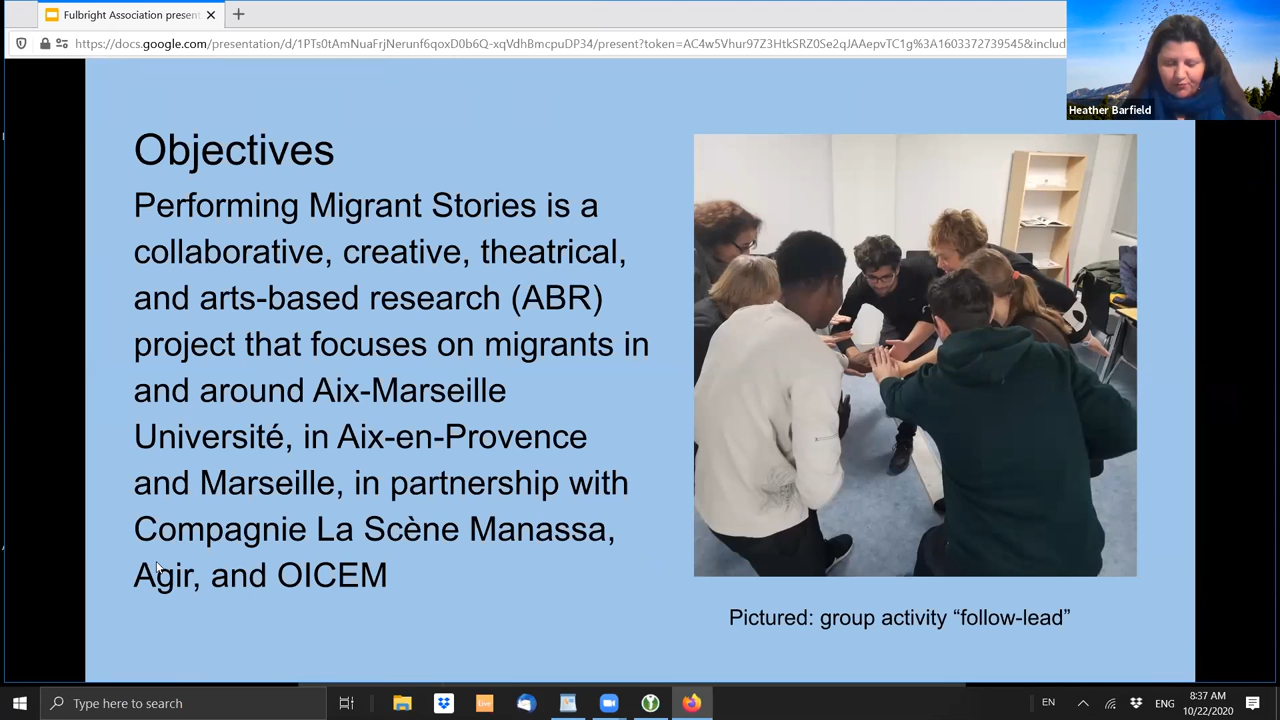 Fulbright Association present
https://docs.google.com/presentation/d/1PTs0tAmNuaFrjNerunf6qoxD0b6Q-xqVdhBmcpuDP34/present?token=AC4w5Vhur37Z3HtkSRZ0Se2qJAAepvTC1g%3A1603372739545&includ
Heather Barfield
Objectives
Performing Migrant Stories is a
collaborative, creative, theatrical,
and arts-based research (ABR)
project that focuses on migrants in
and around Aix-Marseille
Université, in Aix-en-Provence
and Marseille, in partnership with
Compagnie La Scène Manassa,
Agir, and OICEM
Pictured: group activity “follow-lead”
Type here to search
Live
EN
ENG
8:37 AM
10/22/2020